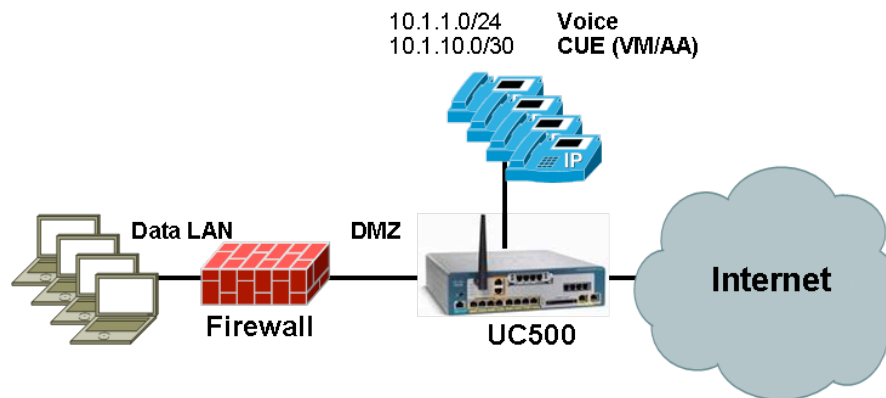 10.1.1.0/24 Voice
10.1.10.0/30 CUE (VM/AA)
IP
Data LAN
DMZ
Internet
Firewall
UC500